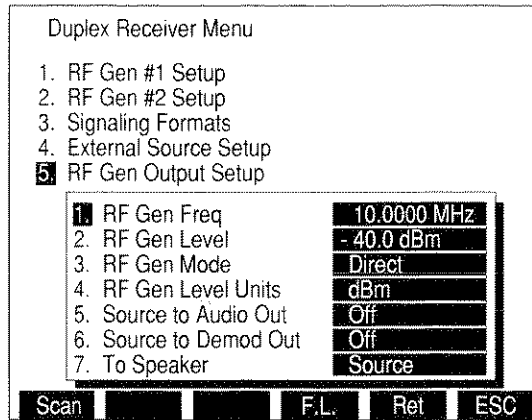 Duplex Receiver Menu
1. RF Gen #1 Setup
2. RF Gen #2 Setup
3. Signaling Formats
4. External Source Setup
5. RF Gen Output Setup
1. RF Gen Freq 10.0000 MHz
2. RF Gen Level - 40.0 dBm
3. RF Gen Mode Direct
4. RF Gen Level Units dBm
5. Source to Audio Out Off
6. Source to Demod Out Off
7. To Speaker Source
Scan F.L. Ret ESC